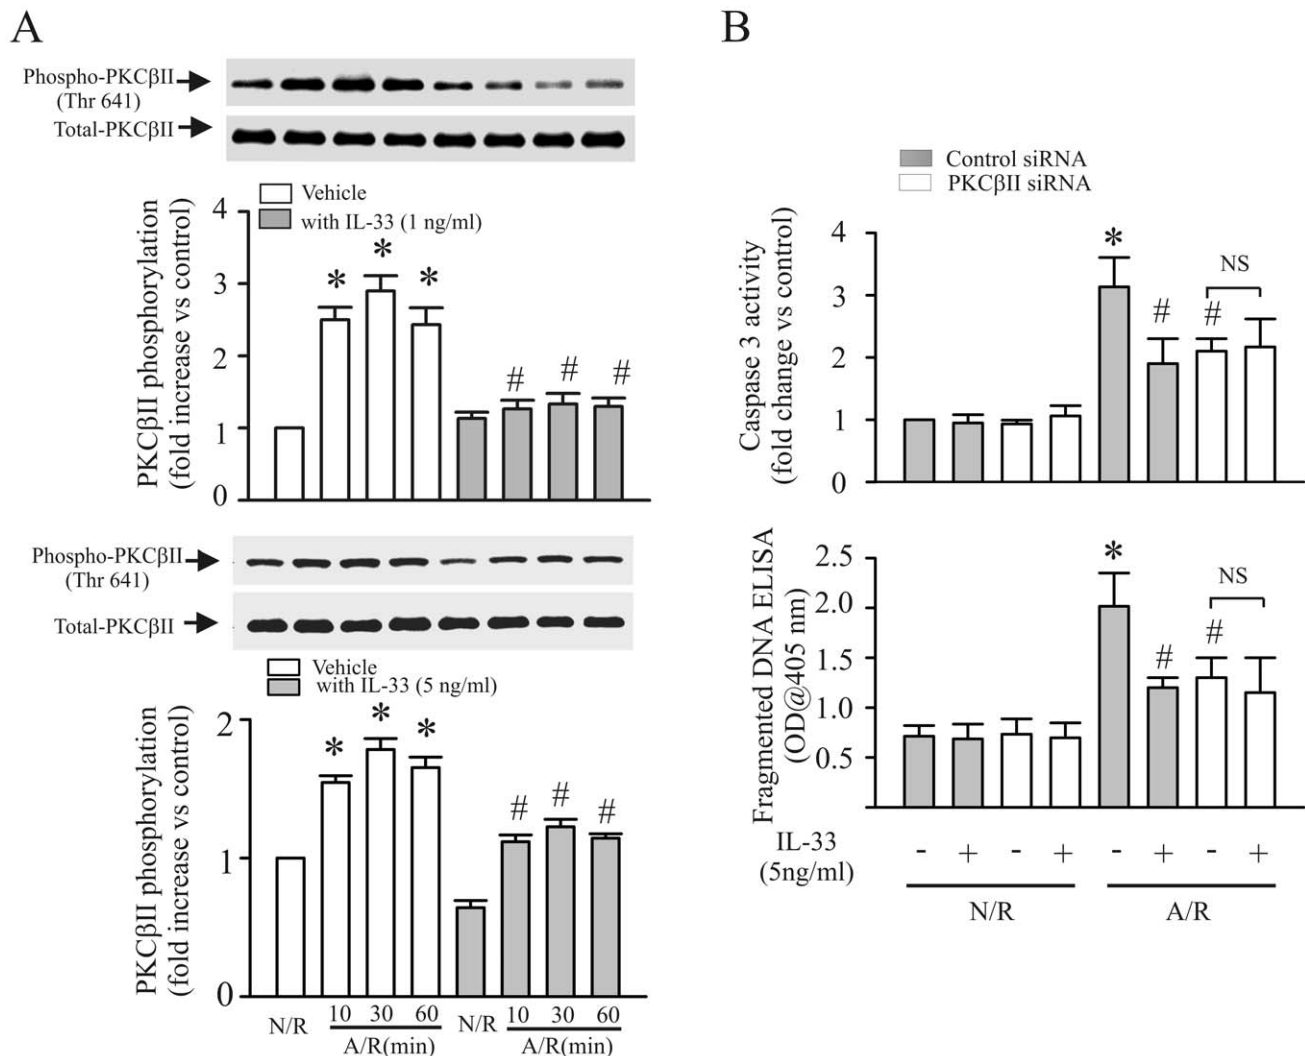 A
Phospho-PKCβII
(Thr 641)
Total-PKCβII
Vehicle
with IL-33 (1 ng/ml)
PKCβII phosphorylation
(fold increase vs control)
4
3
2
1
0
* * *
# # #
Phospho-PKCβII
(Thr 641)
Total-PKCβII
Vehicle
with IL-33 (5 ng/ml)
PKCβII phosphorylation
(fold increase vs control)
2
1
0
* * *
# # #
N/R 10 30 60 N/R 10 30 60
A/R(min) A/R(min)
B
Control siRNA
PKCβII siRNA
Caspase 3 activity
(fold change vs control)
4
3
2
1
0
* # # NS
Fragmented DNA ELISA
(OD@405 nm)
2.5
2.0
1.5
1.0
0.5
* # # NS
IL-33 - + - + - + - +
(5ng/ml)
N/R A/R